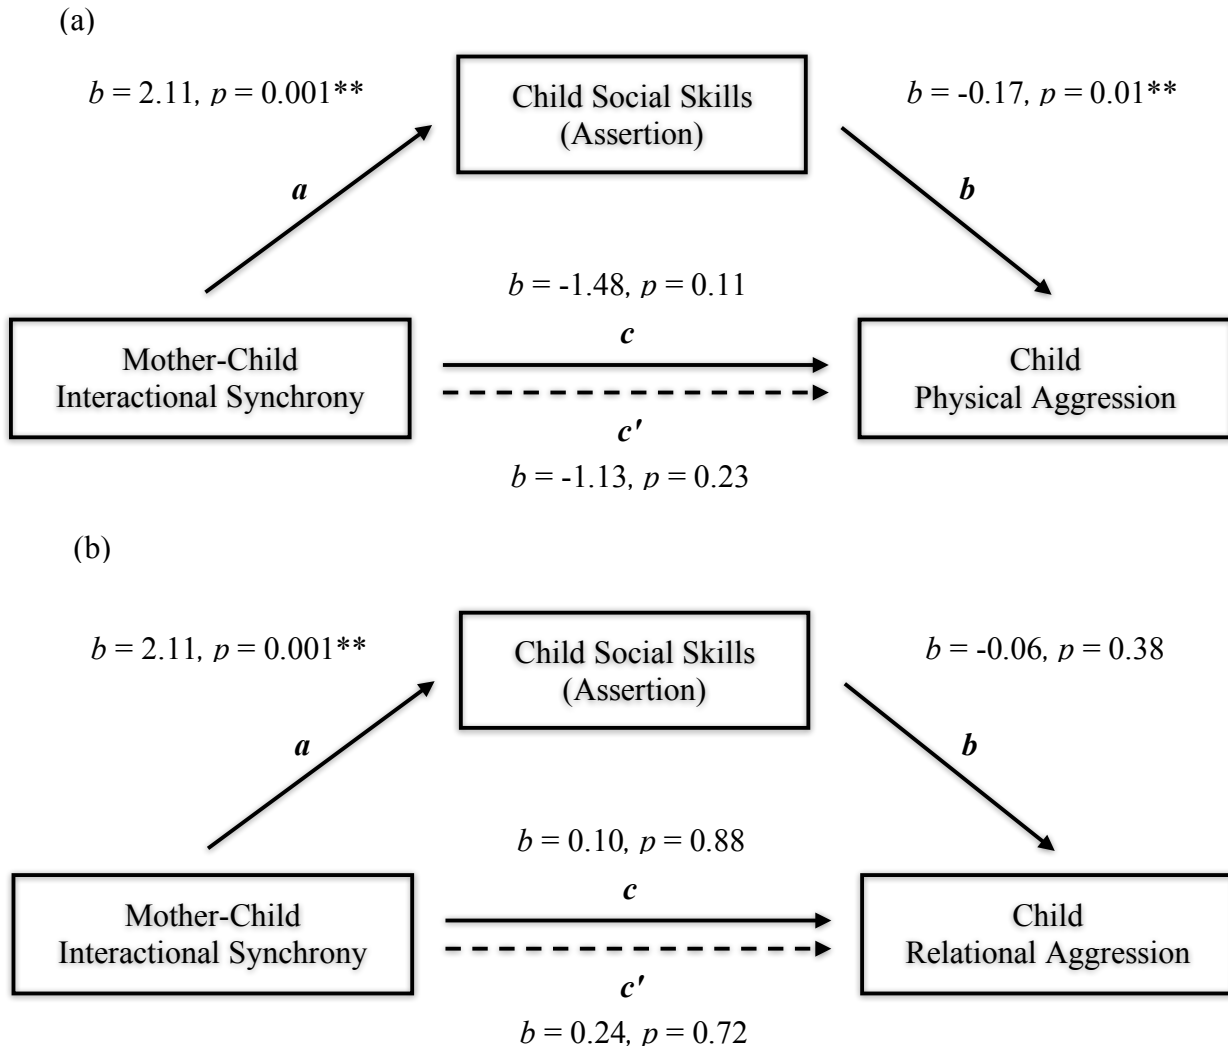 (a)
b = 2.11, p = 0.001**
Child Social Skills
(Assertion)
b = -0.17, p = 0.01**
a
b
b = -1.48, p = 0.11
c
Mother-Child
Interactional Synchrony
Child
Physical Aggression
c'
b = -1.13, p = 0.23
(b)
b = 2.11, p = 0.001**
Child Social Skills
(Assertion)
b = -0.06, p = 0.38
a
b
b = 0.10, p = 0.88
c
Mother-Child
Interactional Synchrony
Child
Relational Aggression
c'
b = 0.24, p = 0.72